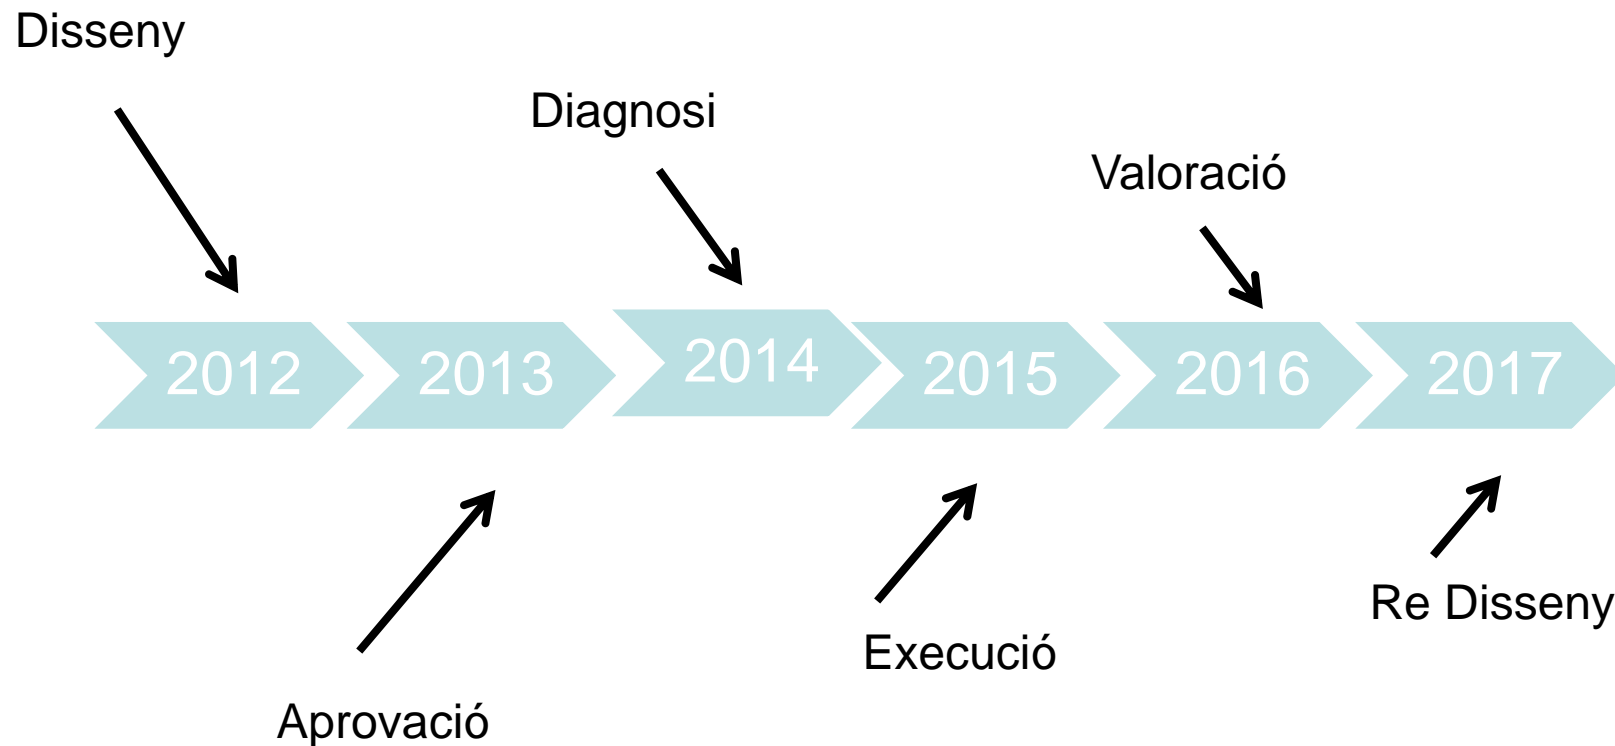 Disseny
Diagnosi
Valoració
2012 2013 2014 2015 2016 2017
Re Disseny
Execució
Aprovació